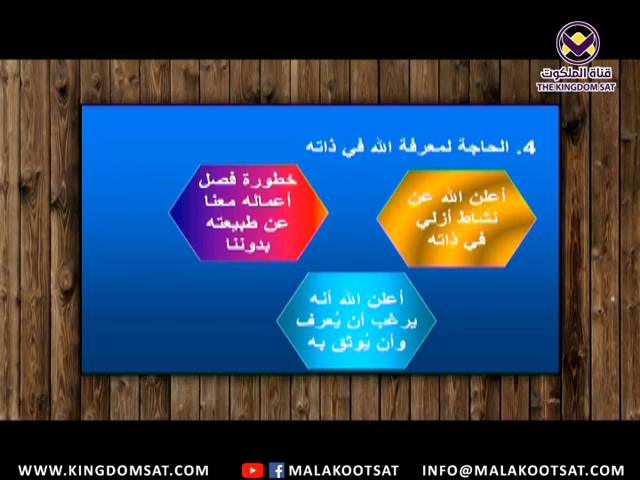 قناة الملكوت
THE KINGDOM SAT
4. الحاجة لمعرفة الله في ذاته
أعلن الله عن
نشاط أزلي
في ذاته
خطورة فصل
أعماله معنا
عن طبيعته
بدوننا
أعلن الله أنه
يرغب أن يُعرف
وأن يُوثق به
WWW.KINGDOMSAT.COM
MALAKOOTSAT
INFO@MALAKOOTSAT.COM